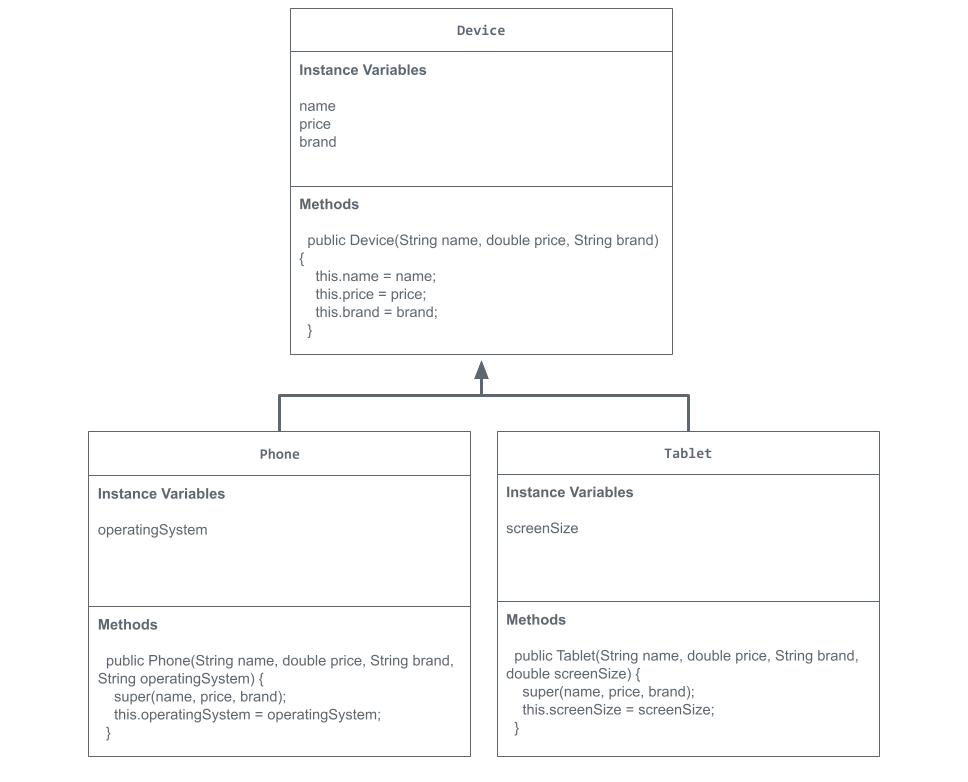 Device
Instance Variables
name
price
brand
Methods
public Device(String name, double price, String brand)
{
this.name = name;
this.price = price;
this.brand = brand;
}
Phone
Instance Variables
operatingSystem
Methods
public Phone(String name, double price, String brand,
String operatingSystem) {
super(name, price, brand);
this.operatingSystem = operatingSystem;
}
Tablet
Instance Variables
screenSize
Methods
public Tablet(String name, double price, String brand,
double screenSize) {
super(name, price, brand);
this.screenSize = screenSize;
}